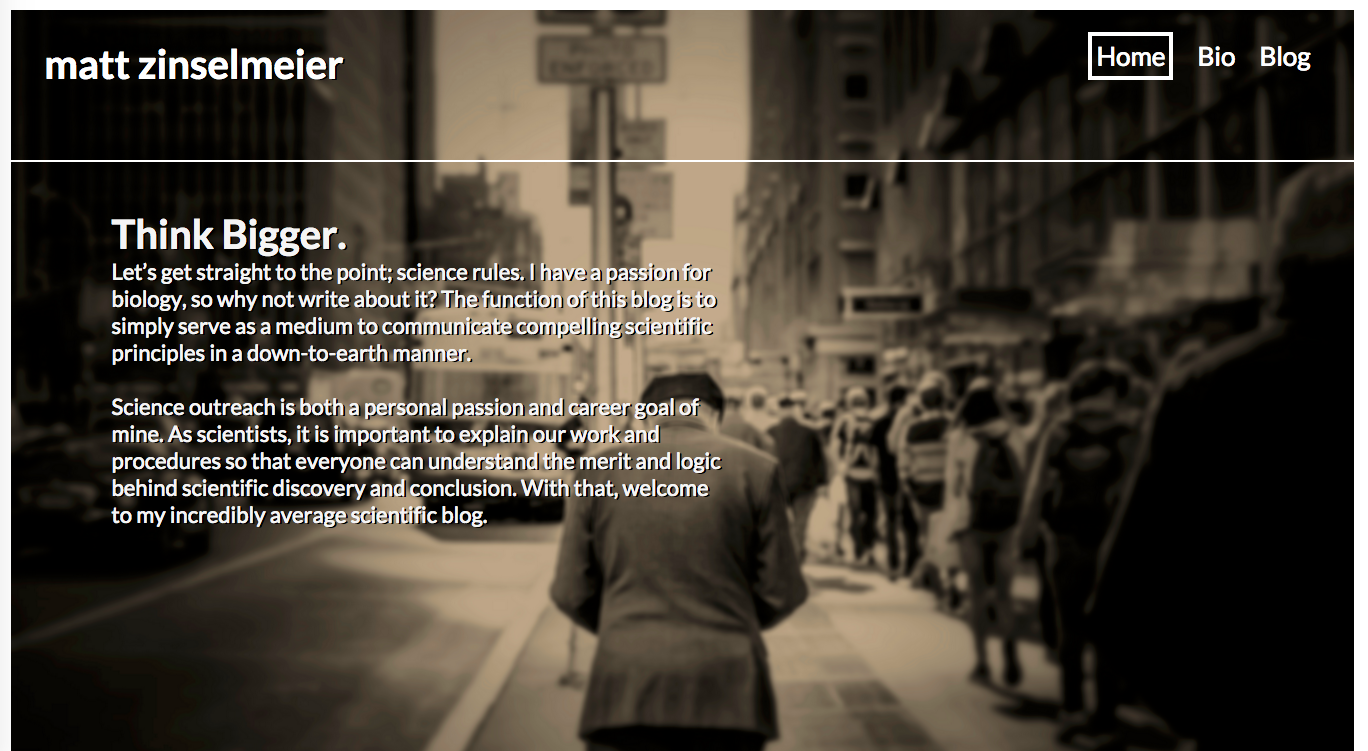 matt zinselmeier
Home Bio Blog
PHOTO
ENFORCED
Think Bigger.
Let's get straight to the point; science rules. I have a passion for
biology, so why not write about it? The function of this blog is to
simply serve as a medium to communicate compelling scientific
principles in a down-to-earth manner.
Science outreach is both a personal passion and career goal of
mine. As scientists, it is important to explain our work and
procedures so that everyone can understand the merit and logic
behind scientific discovery and conclusion. With that, welcome
to my incredibly average scientific blog.